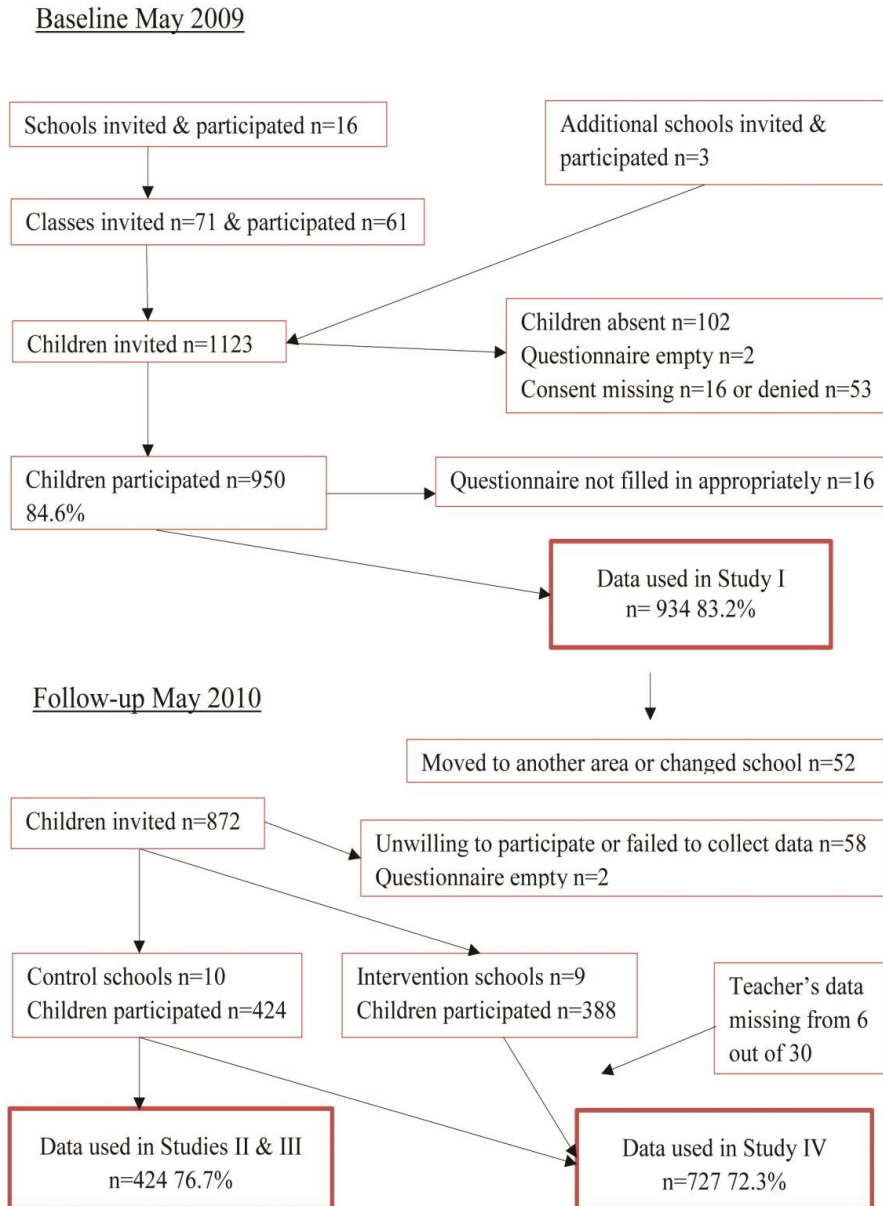 Baseline May 2009
Schools invited & participated n=16
Additional schools invited &
participated n=3
Classes invited n=71 & participated n=61
Children invited n=1123
Children absent n=102
Questionnaire empty n=2
Consent missing n=16 or denied n=53
Children participated n=950
84.6%
Questionnaire not filled in appropriately n=16
Data used in Study I
n= 934 83.2%
Follow-up May 2010
Moved to another area or changed school n=52
Children invited n=872
Unwilling to participate or failed to collect data n=58
Questionnaire empty n=2
Control schools n=10
Children participated n=424
Intervention schools n=9
Children participated n=388
Teacher’s data
missing from 6
out of 30
Data used in Studies II & III
n=424 76.7%
Data used in Study IV
n=727 72.3%